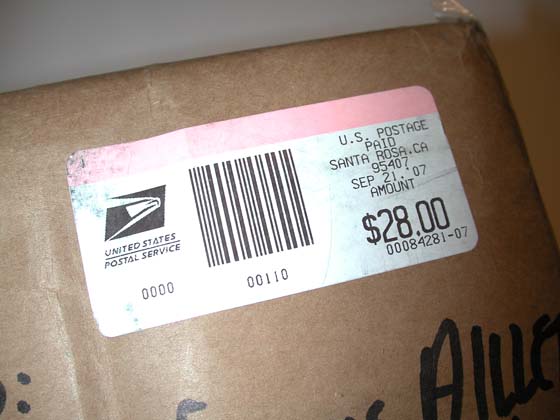 U.S. POSTAGE
PAID
SANTA ROSA,CA
95407
SEP 21, '07
AMOUNT
$28.00
00084281-07
UNITED STATES
POSTAL SERVICE
0000
00110